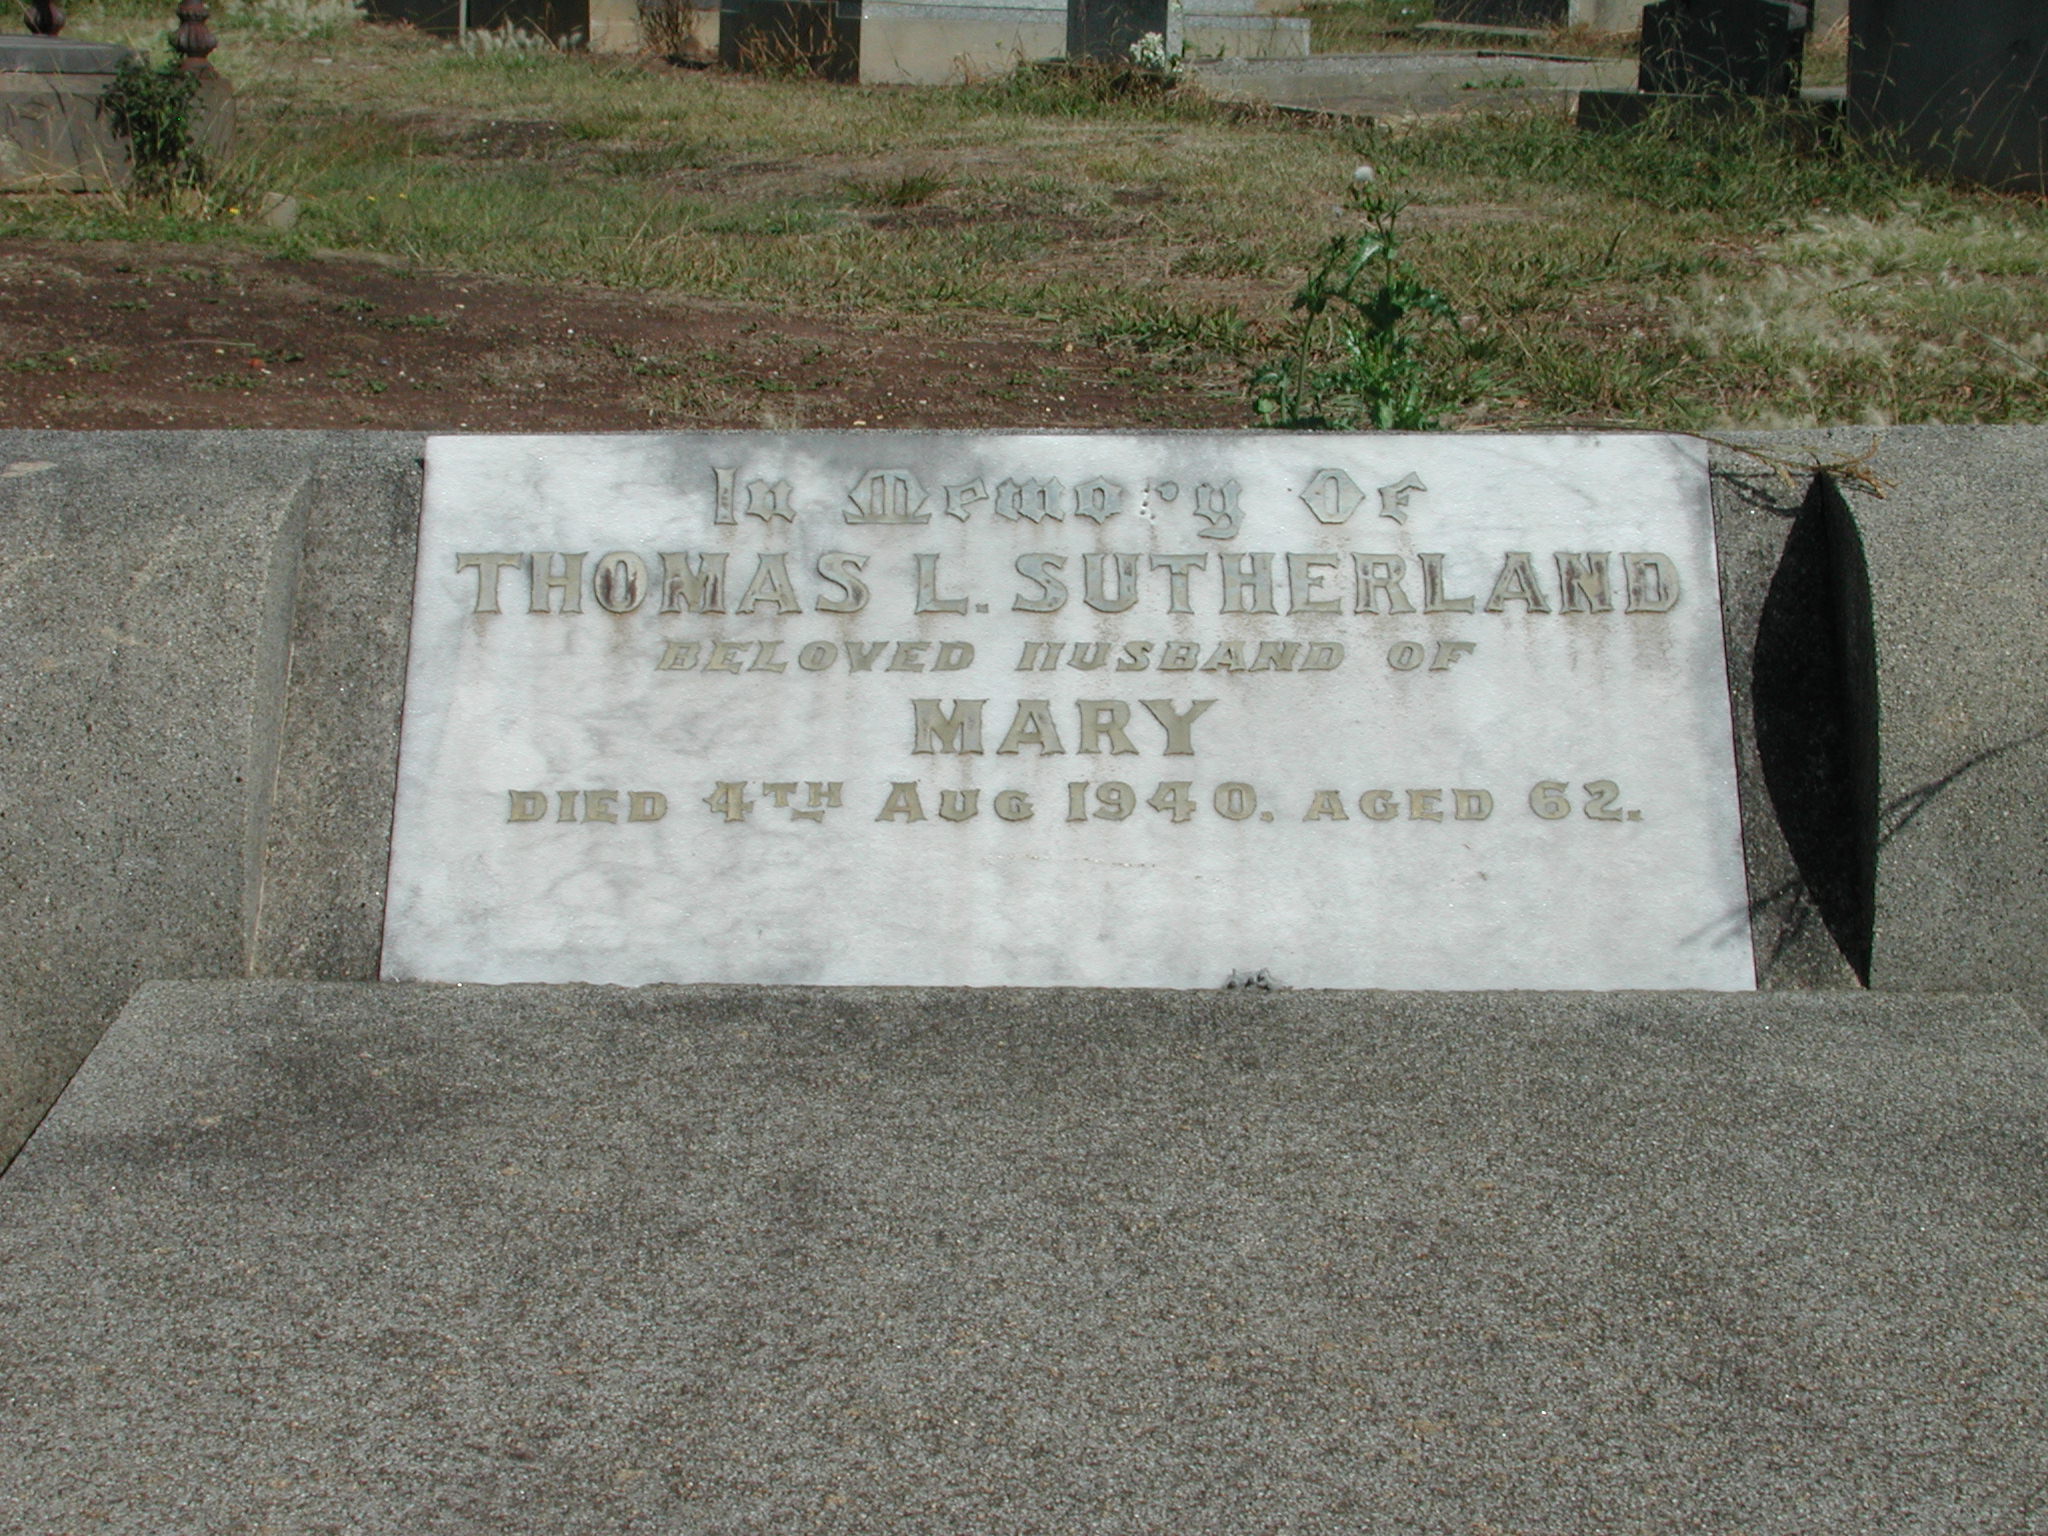 In Memory Of
THOMAS L. SUTHERLAND
BELOVED HUSBAND OF
MARY
DIED 4TH AUG 1940. AGED 62.